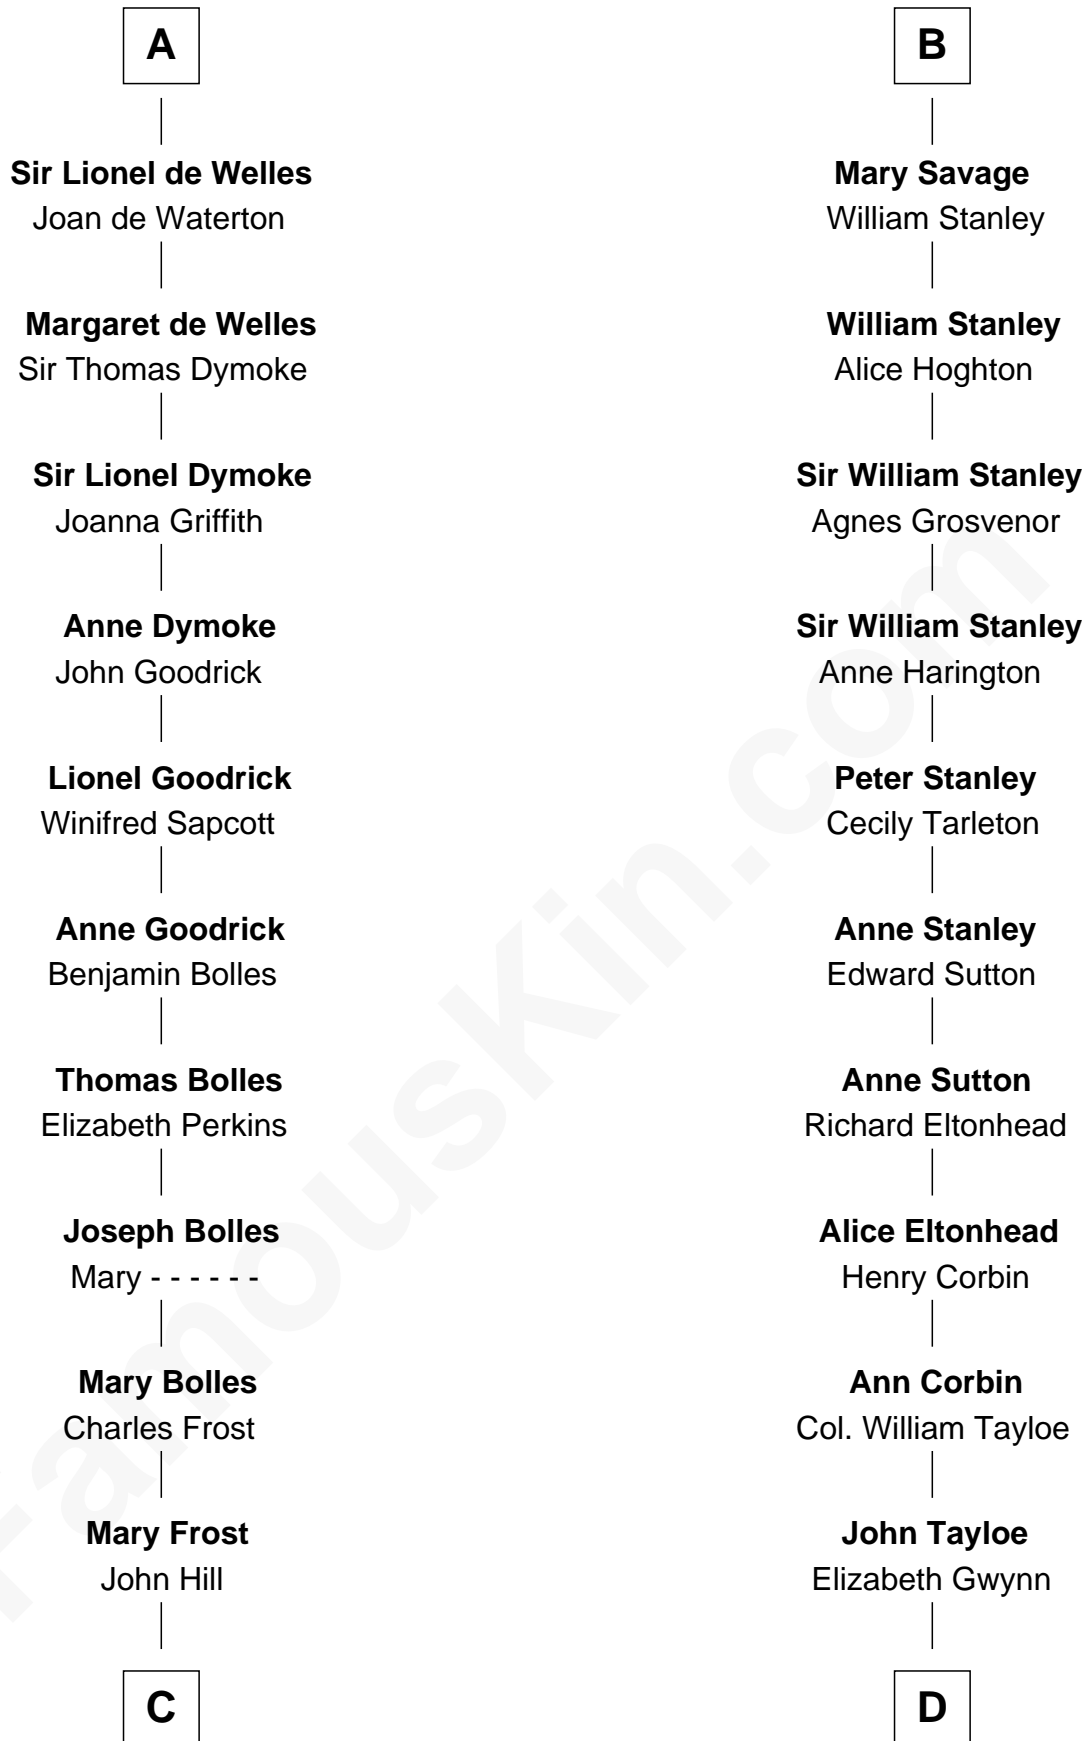 A
Sir Lionel de Welles
Joan de Waterton
Margaret de Welles
Sir Thomas Dymoke
Sir Lionel Dymoke
Joanna Griffith
Anne Dymoke
John Goodrick
Lionel Goodrick
Winifred Sapcott
Anne Goodrick
Benjamin Bolles
Thomas Bolles
Elizabeth Perkins
Joseph Bolles
Mary - - - - - -
Mary Bolles
Charles Frost
Mary Frost
John Hill
C
B
Mary Savage
William Stanley
William Stanley
Alice Hoghton
Sir William Stanley
Agnes Grosvenor
Sir William Stanley
Anne Harington
Peter Stanley
Cecily Tarleton
Anne Stanley
Edward Sutton
Anne Sutton
Richard Eltonhead
Alice Eltonhead
Henry Corbin
Ann Corbin
Col. William Tayloe
John Tayloe
Elizabeth Gwynn
D
FamousKin.com